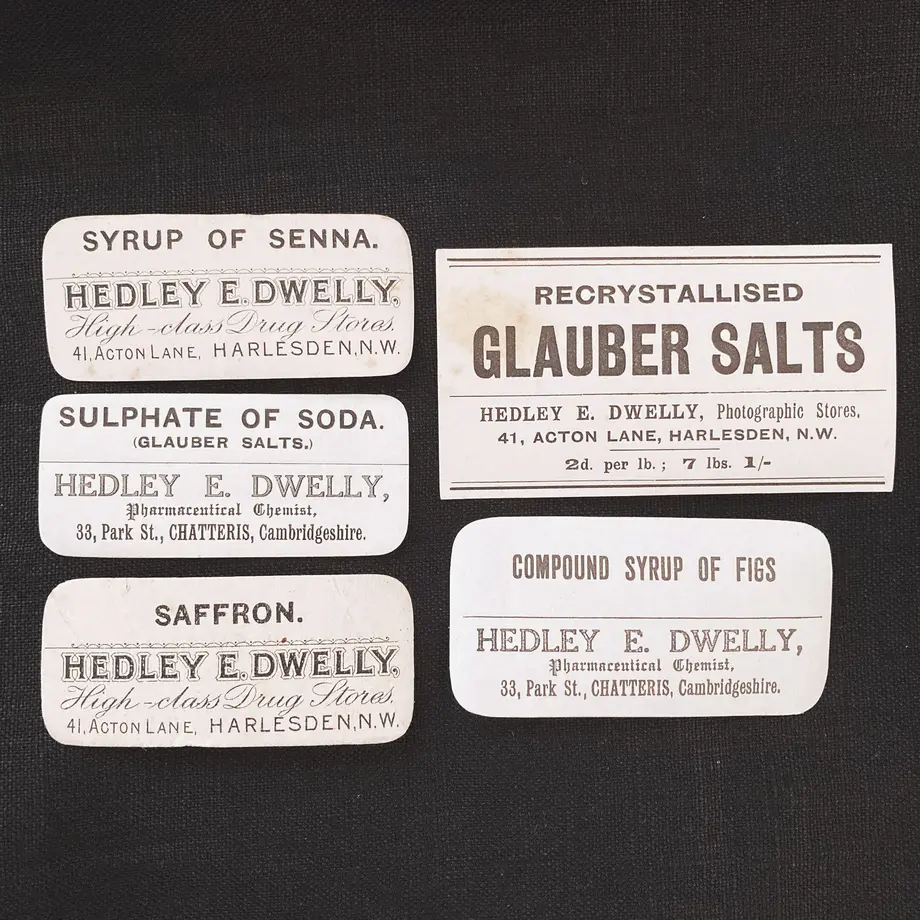 SYRUP OF SENNA.
HEDLEY E. DWELLY,
High-class Drug Stores.
41, ACTON LANE, HARLESDEN, N.W.
SULPHATE OF SODA.
(GLAUBER SALTS.)
HEDLEY E. DWELLY,
Pharmaceutical Chemist,
33, Park St., CHATTERIS, Cambridgeshire.
SAFFRON.
HEDLEY E. DWELLY,
High-class Drug Stores.
41, ACTON LANE, HARLESDEN, N.W.
RECRYSTALLISED
GLAUBER SALTS
HEDLEY E. DWELLY, Photographic Stores,
41, ACTON LANE, HARLESDEN, N.W.
2d. per lb.; 7 lbs. 1/-
COMPOUND SYRUP OF FIGS
HEDLEY E. DWELLY,
Pharmaceutical Chemist,
33, Park St., CHATTERIS, Cambridgeshire.